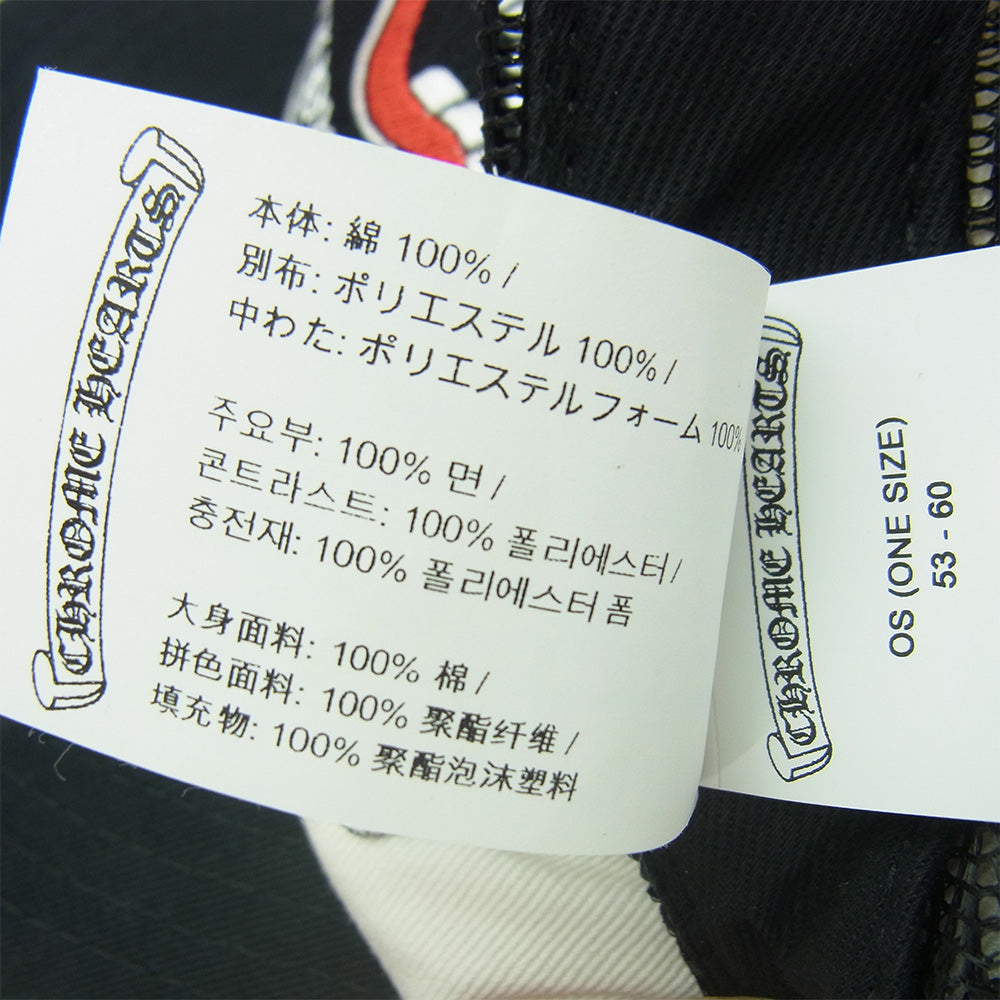 CHROME HEARTS
本体: 綿 100% /
別布: ポリエステル 100% /
中わた: ポリエステルフォーム 100%
주요부: 100% 면 /
콘트라스트: 100% 폴리에스터 /
충전재: 100% 폴리에스터 폼
大身面料: 100% 棉 /
拼色面料: 100% 聚酯纤维 /
填充物: 100% 聚酯泡沫塑料
CHROME HEARTS
OS (ONE SIZE)
53 - 60